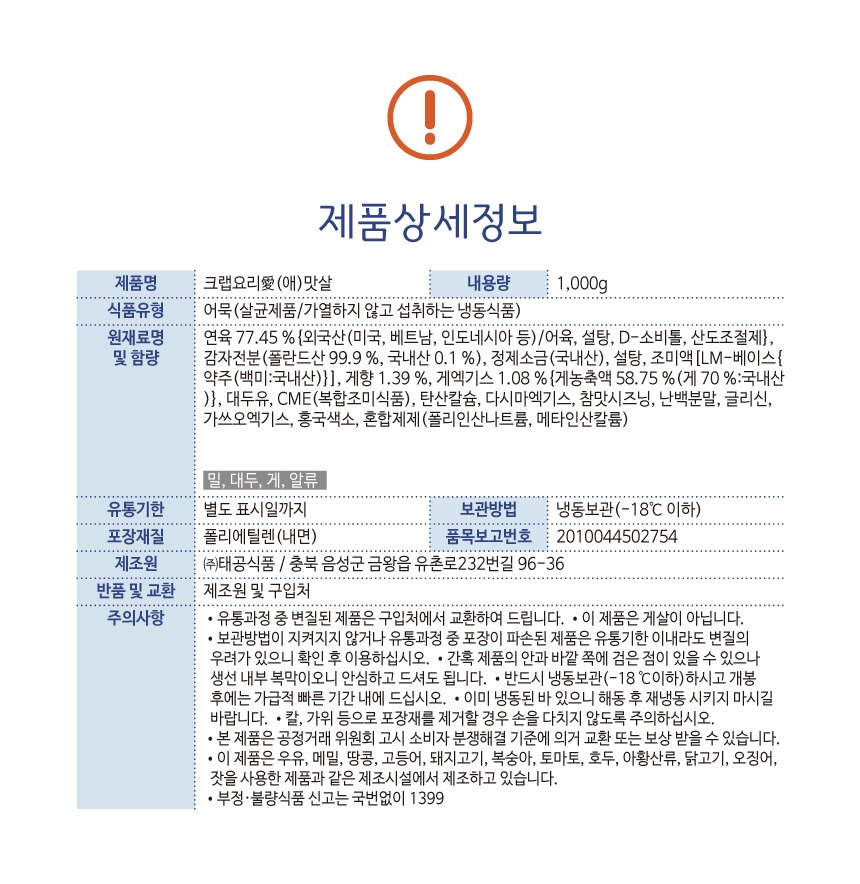 제품상세정보
제품명 크랩요리愛(애)맛살 내용량 1,000g
식품유형 어묵(살균제품/가열하지 않고 섭취하는 냉동식품)
원재료명 연육 77.45 %{외국산(미국, 베트남, 인도네시아 등)/어육, 설탕, D-소비톨, 산도조절제},
및 함량 감자전분(폴란드산 99.9 %, 국내산 0.1 %), 정제소금(국내산), 설탕, 조미액[LM-베이스{
약주(백미:국내산)}], 게향 1.39 %, 게엑기스 1.08 %{게농축액 58.75 %(게 70 %:국내산
)}, 대두유, CME(복합조미식품), 탄산칼슘, 다시마엑기스, 참맛시즈닝, 난백분말, 글리신,
가쓰오엑기스, 홍국색소, 혼합제제(폴리인산나트륨, 메타인산칼륨)
밀, 대두, 게, 알류
유통기한 별도 표시일까지 보관방법 냉동보관(-18℃ 이하)
포장재질 폴리에틸렌(내면) 품목보고번호 2010044502754
제조원 ㈜태공식품 / 충북 음성군 금왕읍 유촌로232번길 96-36
반품 및 교환 제조원 및 구입처
주의사항 • 유통과정 중 변질된 제품은 구입처에서 교환하여 드립니다. • 이 제품은 게살이 아닙니다.
• 보관방법이 지켜지지 않거나 유통과정 중 포장이 파손된 제품은 유통기한 이내라도 변질의
우려가 있으니 확인 후 이용하십시오. • 간혹 제품의 안과 바깥 쪽에 검은 점이 있을 수 있으나
생선 내부 복막이오니 안심하고 드셔도 됩니다. • 반드시 냉동보관(-18 ℃이하)하시고 개봉
후에는 가급적 빠른 기간 내에 드십시오. • 이미 냉동된 바 있으니 해동 후 재냉동 시키지 마시길
바랍니다. • 칼, 가위 등으로 포장재를 제거할 경우 손을 다치지 않도록 주의하십시오.
• 본 제품은 공정거래 위원회 고시 소비자 분쟁해결 기준에 의거 교환 또는 보상 받을 수 있습니다.
• 이 제품은 우유, 메밀, 땅콩, 고등어, 돼지고기, 복숭아, 토마토, 호두, 아황산류, 닭고기, 오징어,
잣을 사용한 제품과 같은 제조시설에서 제조하고 있습니다.
• 부정·불량식품 신고는 국번없이 1399